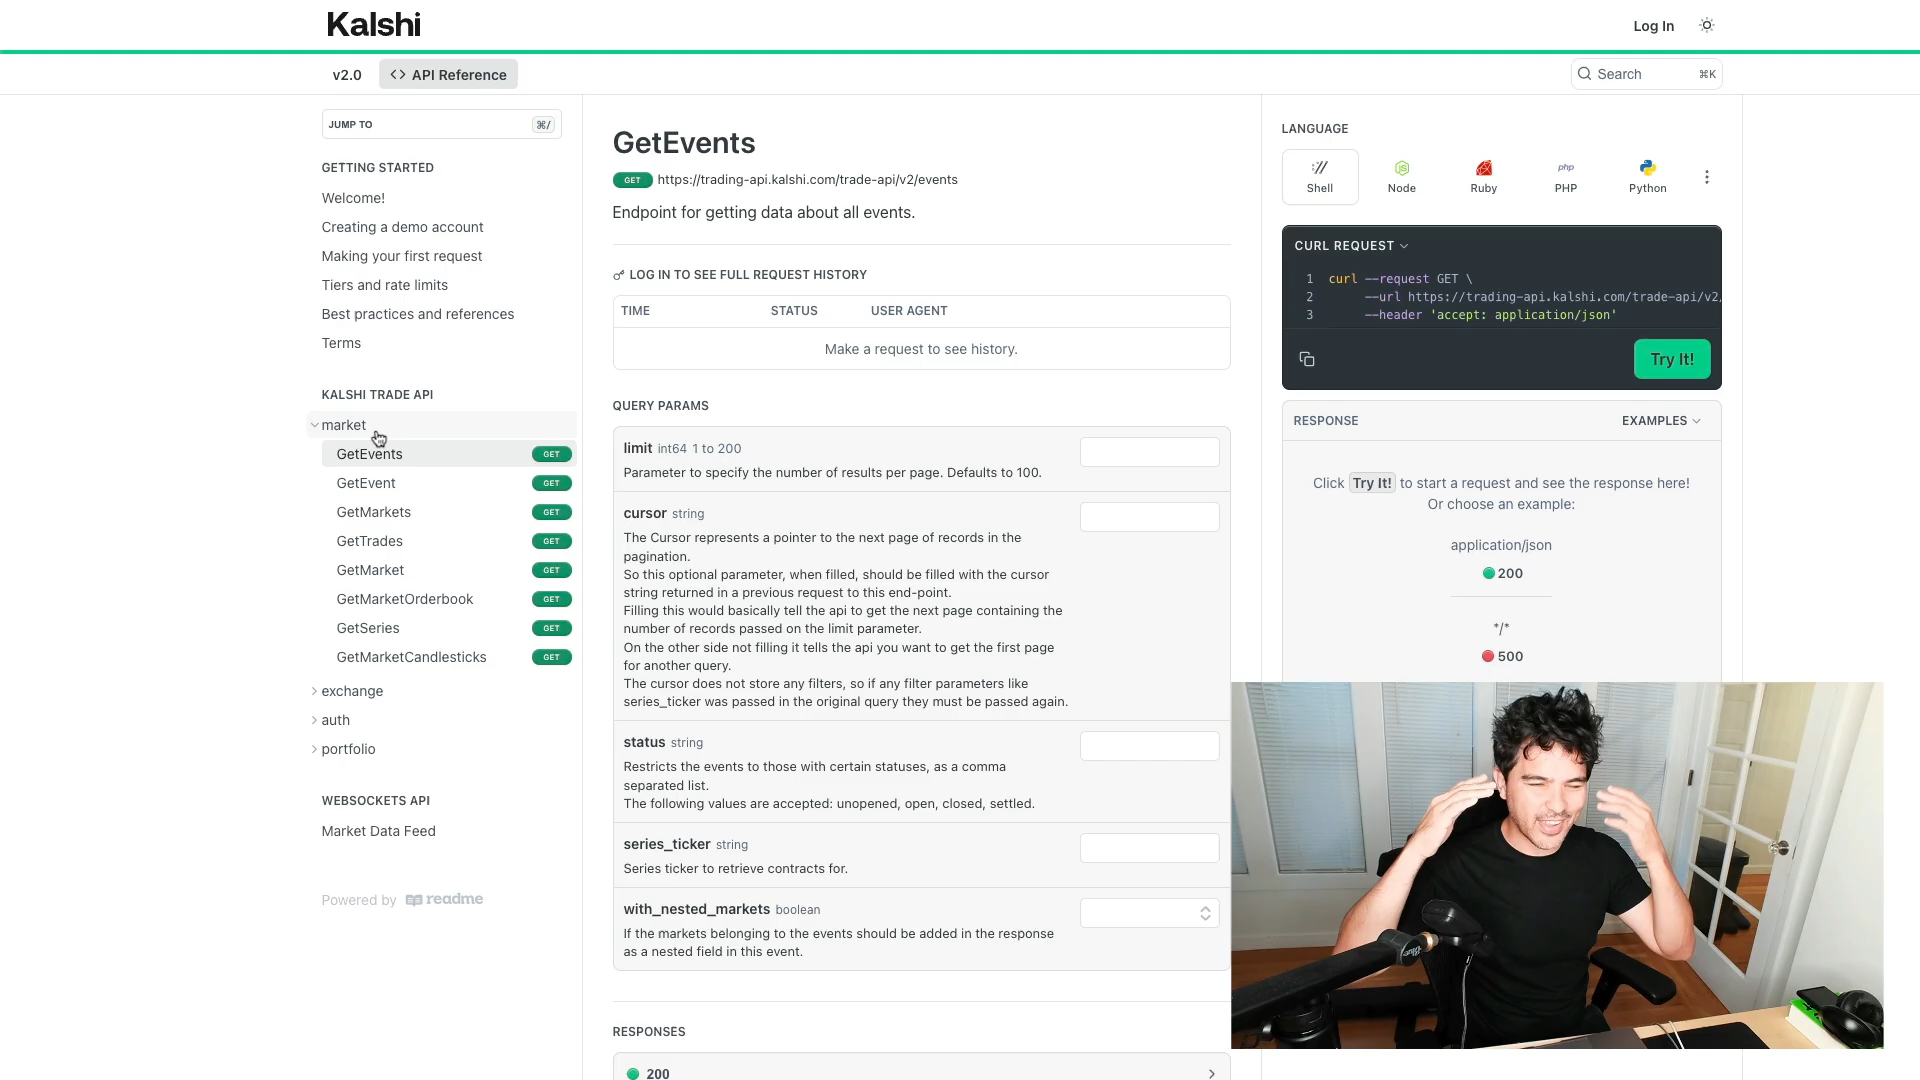 Kalshi
Log In
v2.0
<> API Reference
Search
⌘K
JUMP TO
⌘/
GETTING STARTED
Welcome!
Creating a demo account
Making your first request
Tiers and rate limits
Best practices and references
Terms
KALSHI TRADE API
market
GetEvents GET
GetEvent GET
GetMarkets GET
GetTrades GET
GetMarket GET
GetMarketOrderbook GET
GetSeries GET
GetMarketCandlesticks GET
exchange
auth
portfolio
WEBSOCKETS API
Market Data Feed
Powered by readme
GetEvents
GET https://trading-api.kalshi.com/trade-api/v2/events
Endpoint for getting data about all events.
LOG IN TO SEE FULL REQUEST HISTORY
TIME STATUS USER AGENT
Make a request to see history.
QUERY PARAMS
limit int64 1 to 200
Parameter to specify the number of results per page. Defaults to 100.
cursor string
The Cursor represents a pointer to the next page of records in the
pagination.
So this optional parameter, when filled, should be filled with the cursor
string returned in a previous request to this end-point.
Filling this would basically tell the api to get the next page containing the
number of records passed on the limit parameter.
On the other side not filling it tells the api you want to get the first page
for another query.
The cursor does not store any filters, so if any filter parameters like
series_ticker was passed in the original query they must be passed again.
status string
Restricts the events to those with certain statuses, as a comma
separated list.
The following values are accepted: unopened, open, closed, settled.
series_ticker string
Series ticker to retrieve contracts for.
with_nested_markets boolean
If the markets belonging to the events should be added in the response
as a nested field in this event.
RESPONSES
200
LANGUAGE
Shell
Node
Ruby
php
PHP
Python
CURL REQUEST
1 curl --request GET \
2 --url https://trading-api.kalshi.com/trade-api/v2/
3 --header 'accept: application/json'
Try It!
RESPONSE EXAMPLES
Click Try It! to start a request and see the response here!
Or choose an example:
application/json
200
*/*
500